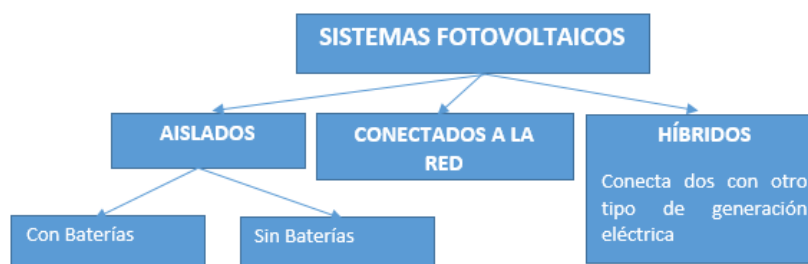 SISTEMAS FOTOVOLTAICOS
AISLADOS
CONECTADOS A LA
RED
HÍBRIDOS
Conecta dos con otro
tipo de generación
eléctrica
Con Baterías
Sin Baterías